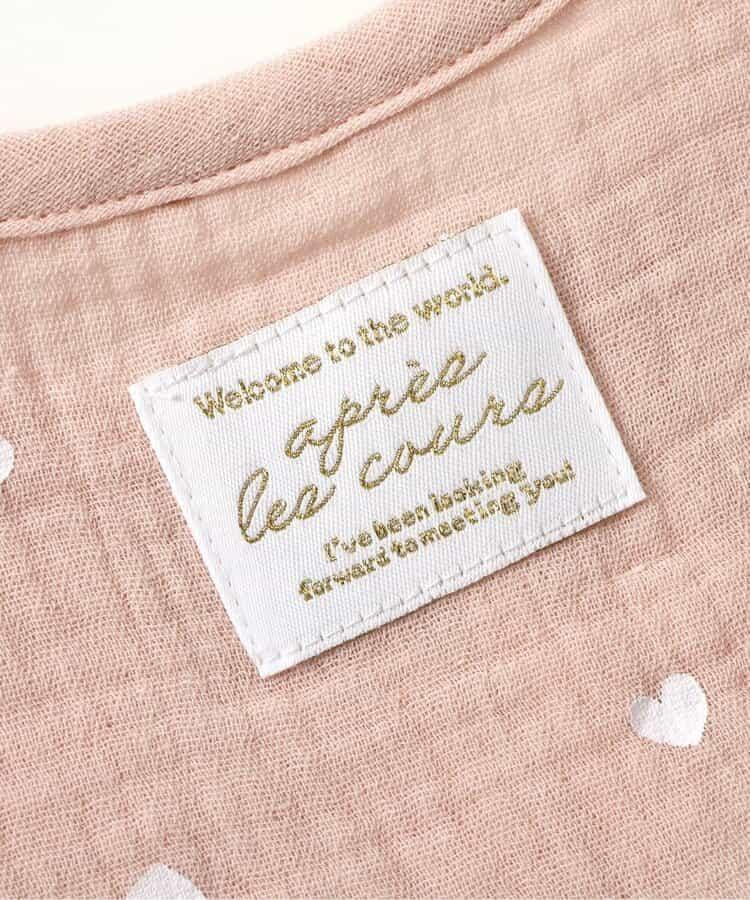 Welcome to the world.
après
les cours
I've been looking
forward to meeting you!